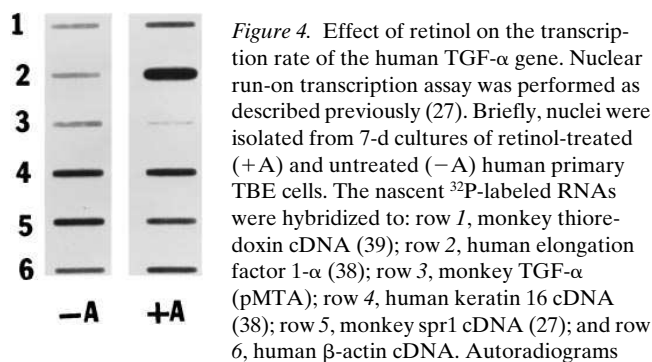 1
2
3
4
5
6
−A +A
Figure 4. Effect of retinol on the transcrip-
tion rate of the human TGF-α gene. Nuclear
run-on transcription assay was performed as
described previously (27). Briefly, nuclei were
isolated from 7-d cultures of retinol-treated
(+A) and untreated (−A) human primary
TBE cells. The nascent ³²P-labeled RNAs
were hybridized to: row 1, monkey thiore-
doxin cDNA (39); row 2, human elongation
factor 1-α (38); row 3, monkey TGF-α
(pMTA); row 4, human keratin 16 cDNA
(38); row 5, monkey spr1 cDNA (27); and row
6, human β-actin cDNA. Autoradiograms